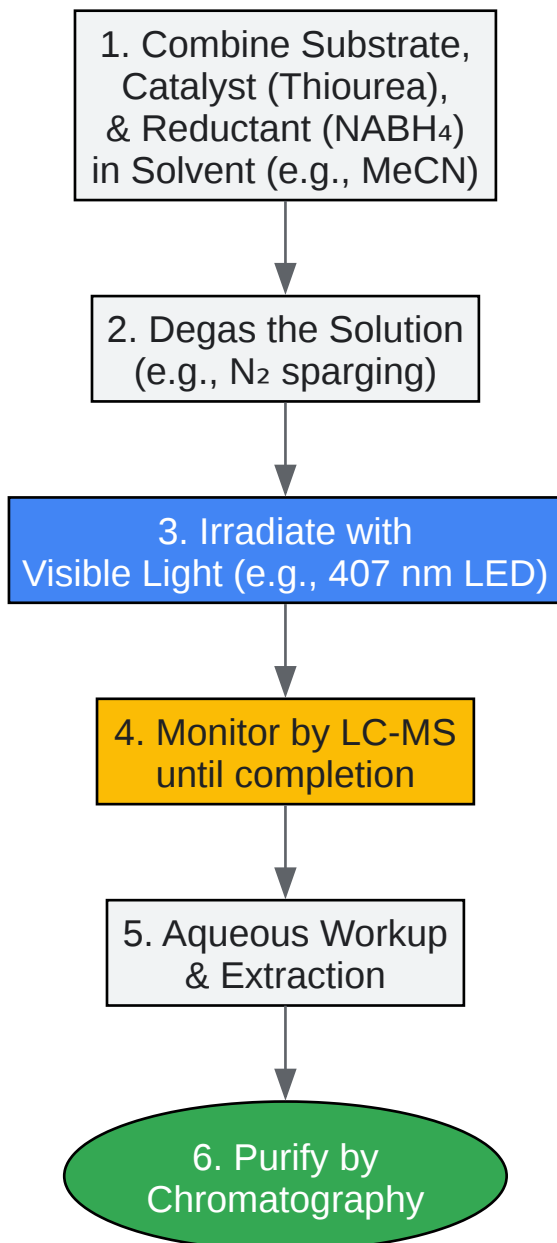 1. Combine Substrate,
Catalyst (Thiourea),
& Reductant (NABH₄)
in Solvent (e.g., MeCN)
2. Degas the Solution
(e.g., N₂ sparging)
3. Irradiate with
Visible Light (e.g., 407 nm LED)
4. Monitor by LC-MS
until completion
5. Aqueous Workup
& Extraction
6. Purify by
Chromatography